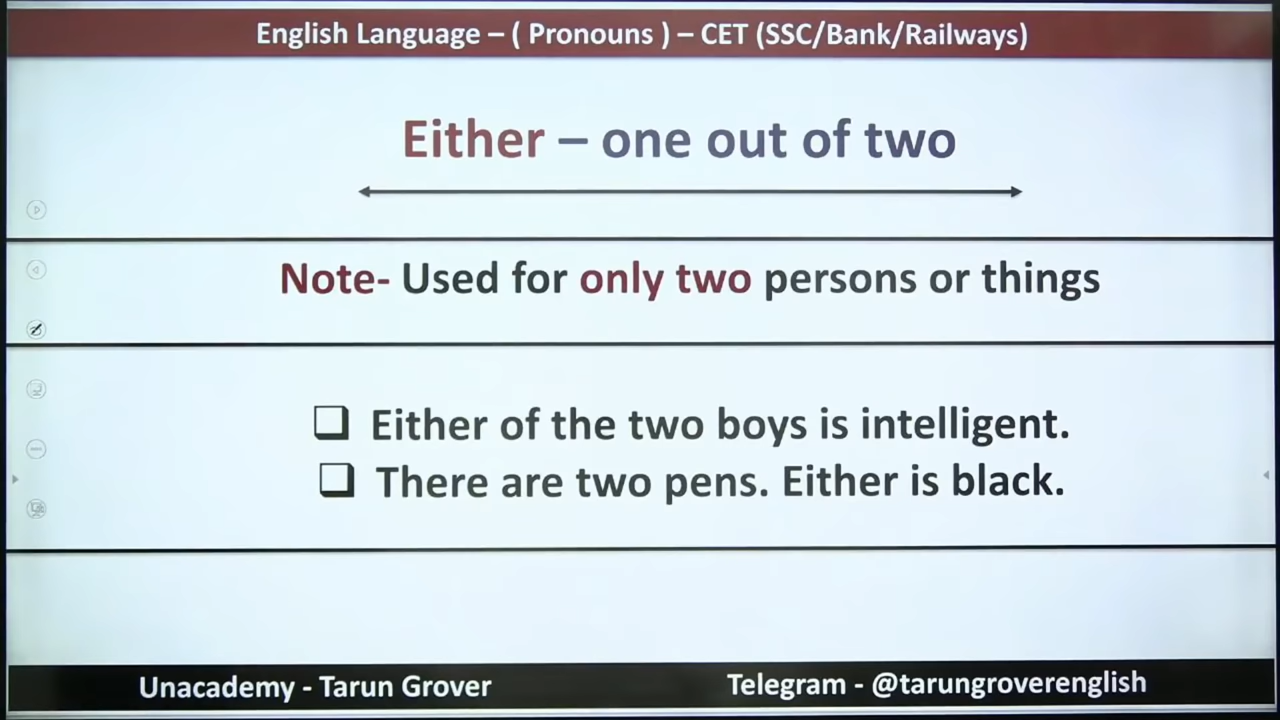 English Language – ( Pronouns ) – CET (SSC/Bank/Railways)
Either – one out of two
Note- Used for only two persons or things
❑ Either of the two boys is intelligent.
❑ There are two pens. Either is black.
Unacademy - Tarun Grover
Telegram - @tarungroverenglish